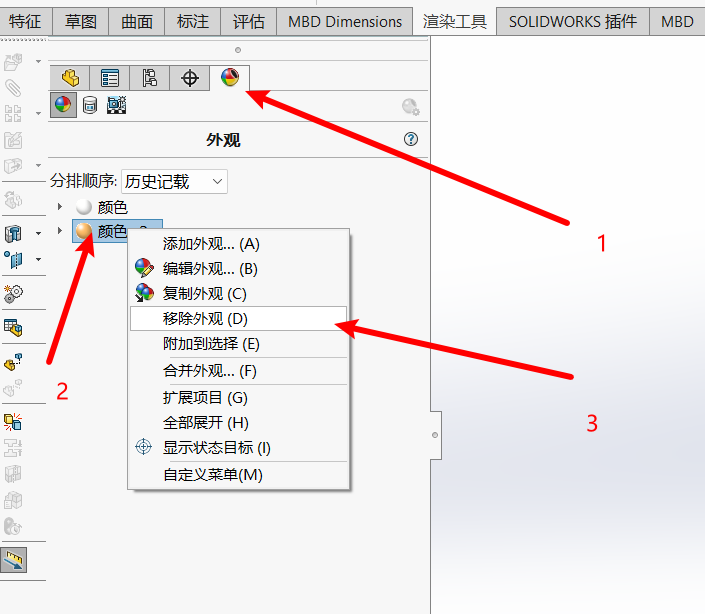 特征 草图 曲面 标注 评估 MBD Dimensions 渲染工具 SOLIDWORKS 插件 MBD
外观
分排顺序: 历史记载
颜色
颜色
添加外观... (A)
编辑外观... (B)
复制外观 (C)
移除外观 (D)
附加到选择 (E)
合并外观... (F)
扩展项目 (G)
全部展开 (H)
显示状态目标 (I)
自定义菜单(M)
1
2
3